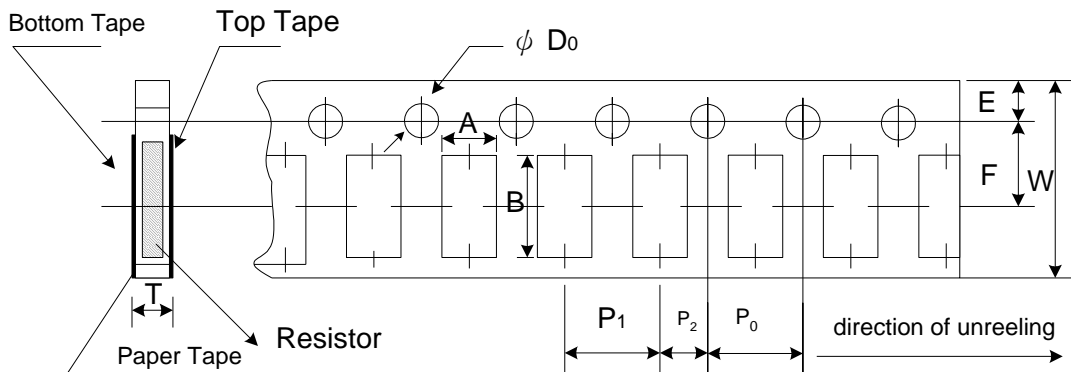 Bottom Tape
Top Tape
ψ D0
E
A
F
W
B
T
P1
P2
P0
direction of unreeling
Resistor
Paper Tape